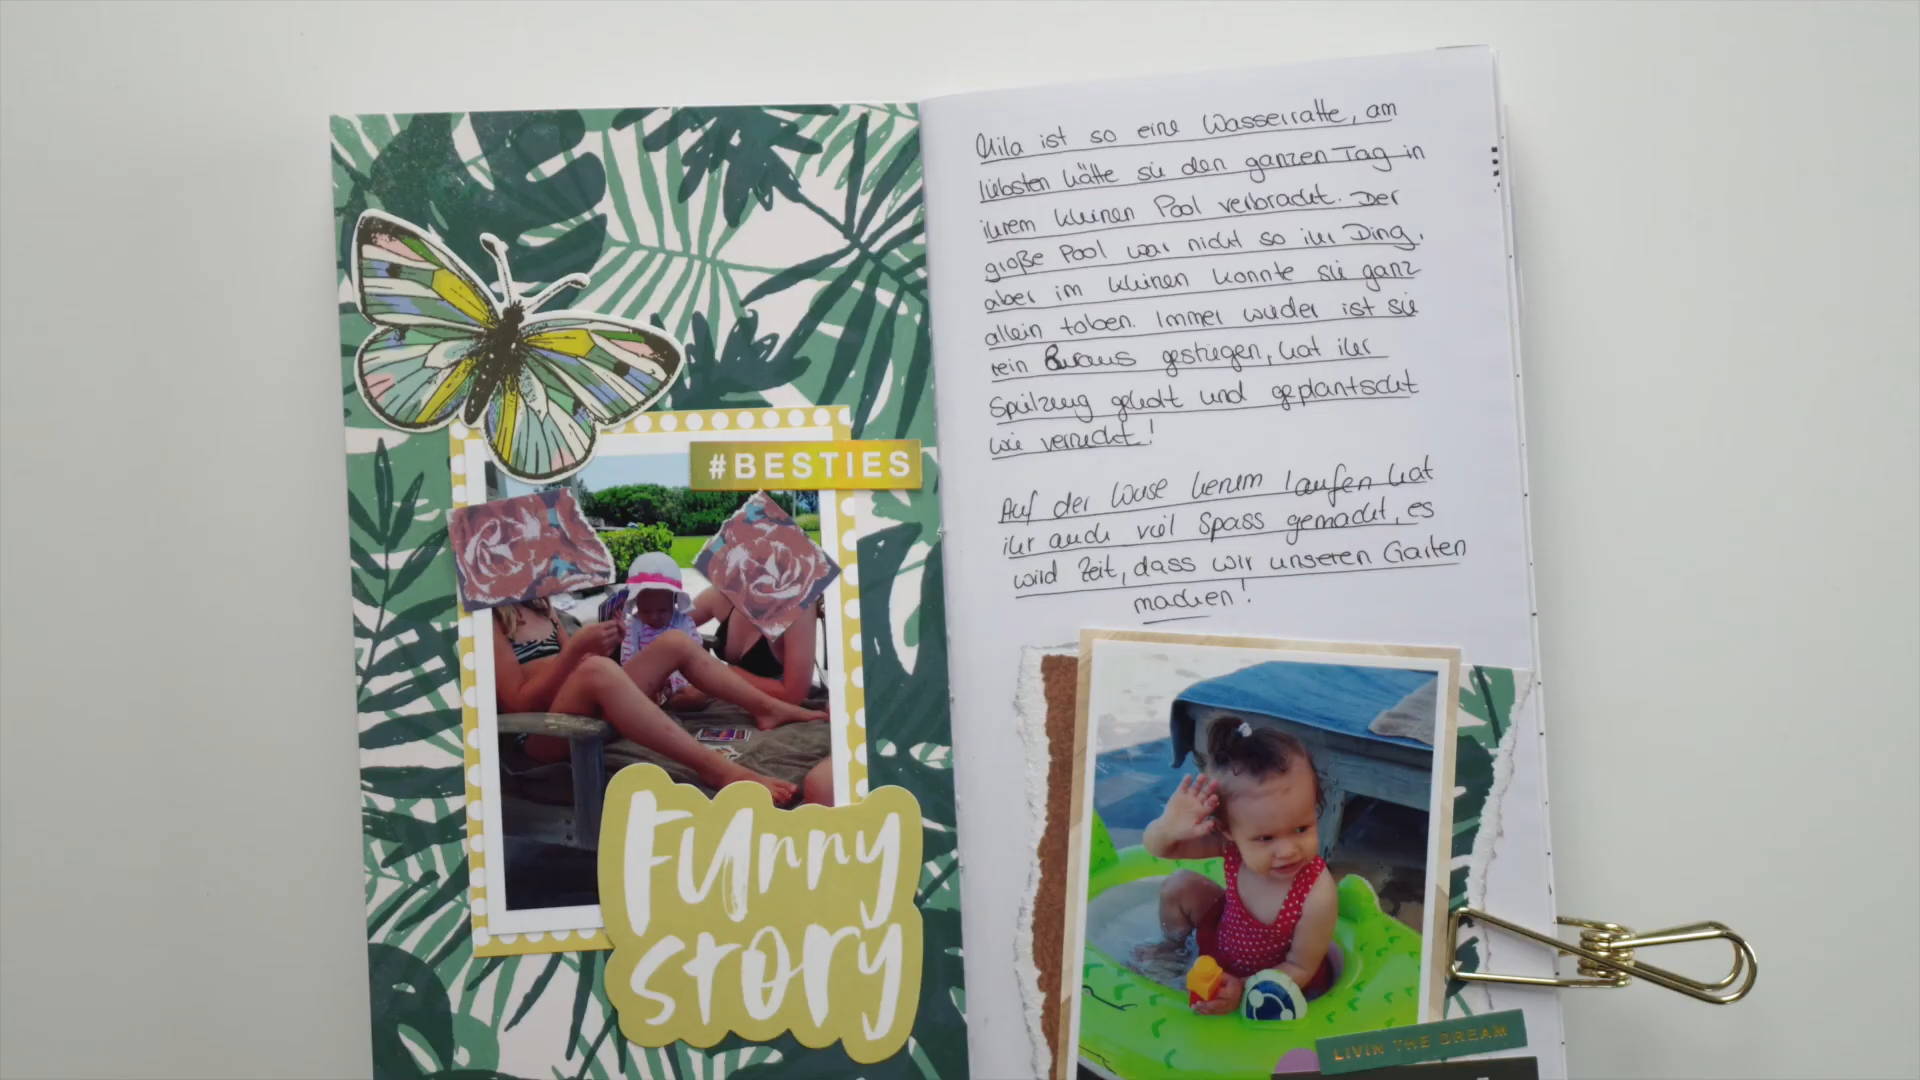 #BESTIES
Funny
story
Mila ist so eine Wasserratte, am
liebsten hätte sie den ganzen Tag in
ihrem kleinen Pool verbracht. Der
große Pool war nicht so ihr Ding,
aber im kleinen konnte sie ganz
allein toben. Immer wieder ist sie
rein raus gestiegen, hat ihr
Spielzeug geholt und geplantscht
wie verrückt!
Auf der Wiese herum laufen hat
ihr auch viel Spass gemacht, es
wird Zeit, dass wir unseren Garten
machen!
LIVIN THE DREAM